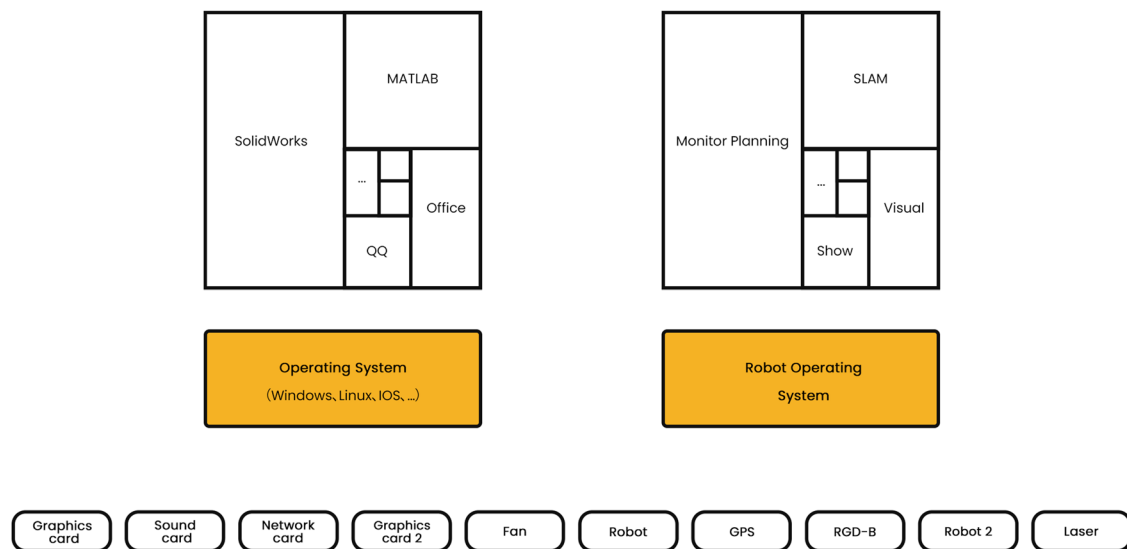 MATLAB
SolidWorks
...
Office
QQ
SLAM
Monitor Planning
...
Visual
Show
Operating System
(Windows、Linux、IOS、...)
Robot Operating
System
Graphics
card
Sound
card
Network
card
Graphics
card 2
Fan
Robot
GPS
RGD-B
Robot 2
Laser